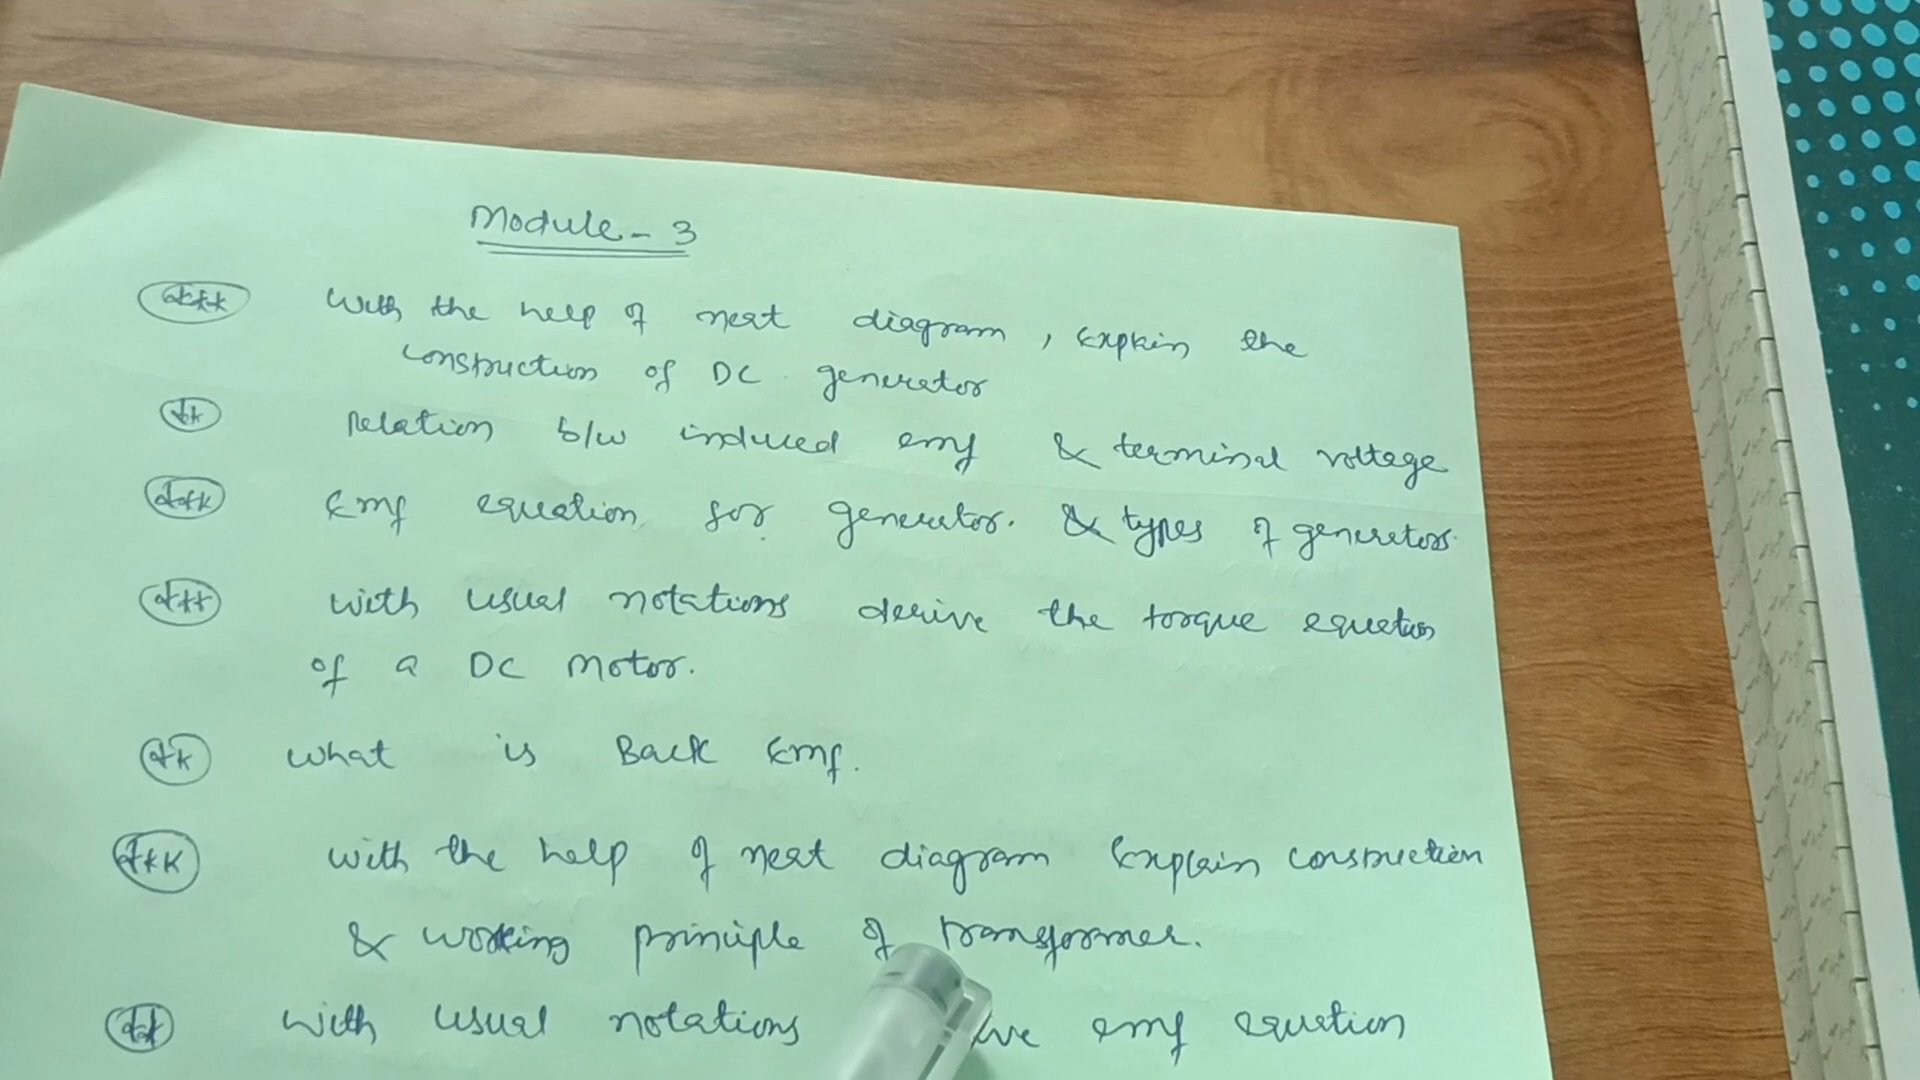 Module - 3
*** With the help of neat diagram, Explain the
construction of DC generator
** Relation b/w induced emf & terminal voltage
*** Emf equation for generator. & types of generators.
*** with usual notations derive the torque equation
of a DC Motor.
** what is Back Emf.
*** with the help of neat diagram Explain construction
& working principle of transformer.
** with usual notations emf equation